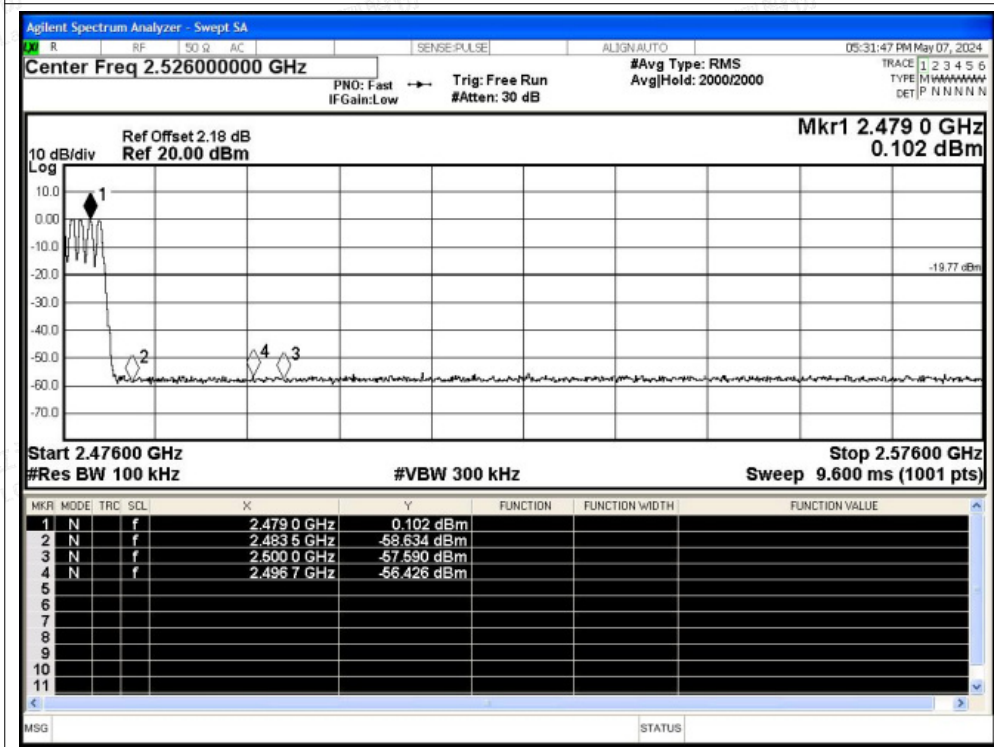 Agilent Spectrum Analyzer - Swept SA
R RF 50 Ω AC SENSE:PULSE ALIGNAUTO 05:31:47 PM May 07, 2024
Center Freq 2.526000000 GHz #Avg Type: RMS TRACE 1 2 3 4 5 6
PNO: Fast Trig: Free Run Avg|Hold: 2000/2000 TYPE M
IFGain:Low #Atten: 30 dB DET P N N N N N
Mkr1 2.479 0 GHz
Ref Offset 2.18 dB
10 dB/div Ref 20.00 dBm 0.102 dBm
Log
10.0
1
0.00
-10.0
-19.77 dBm
-20.0
-30.0
-40.0
-50.0
2 4 3
-60.0
-70.0
Start 2.47600 GHz Stop 2.57600 GHz
#Res BW 100 kHz #VBW 300 kHz Sweep 9.600 ms (1001 pts)
MKR MODE TRC SCL X Y FUNCTION FUNCTION WIDTH FUNCTION VALUE
1 N f 2.479 0 GHz 0.102 dBm
2 N f 2.483 5 GHz -58.634 dBm
3 N f 2.500 0 GHz -57.590 dBm
4 N f 2.496 7 GHz -56.426 dBm
5
6
7
8
9
10
11
MSG STATUS